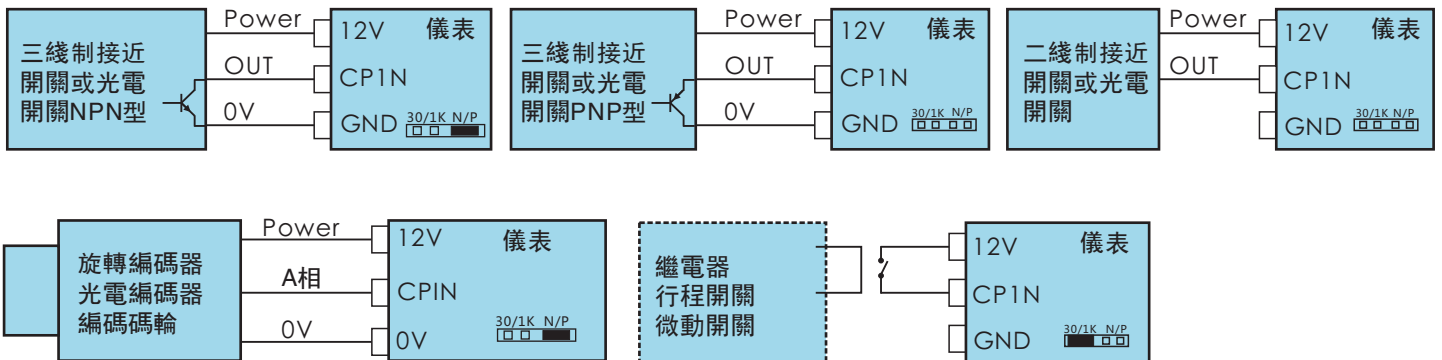 三綫制接近
開關或光電
開關NPN型
Power
OUT
0V
12V 儀表
CP1N
GND 30/1K N/P
三綫制接近
開關或光電
開關PNP型
Power
OUT
0V
12V 儀表
CP1N
GND 30/1K N/P
二綫制接近
開關或光電
開關
Power
OUT
12V 儀表
CP1N
GND 30/1K N/P
旋轉編碼器
光電編碼器
編碼碼輪
Power
A相
0V
12V 儀表
CPIN
0V 30/1K N/P
繼電器
行程開關
微動開關
12V 儀表
CP1N
GND 30/1K N/P